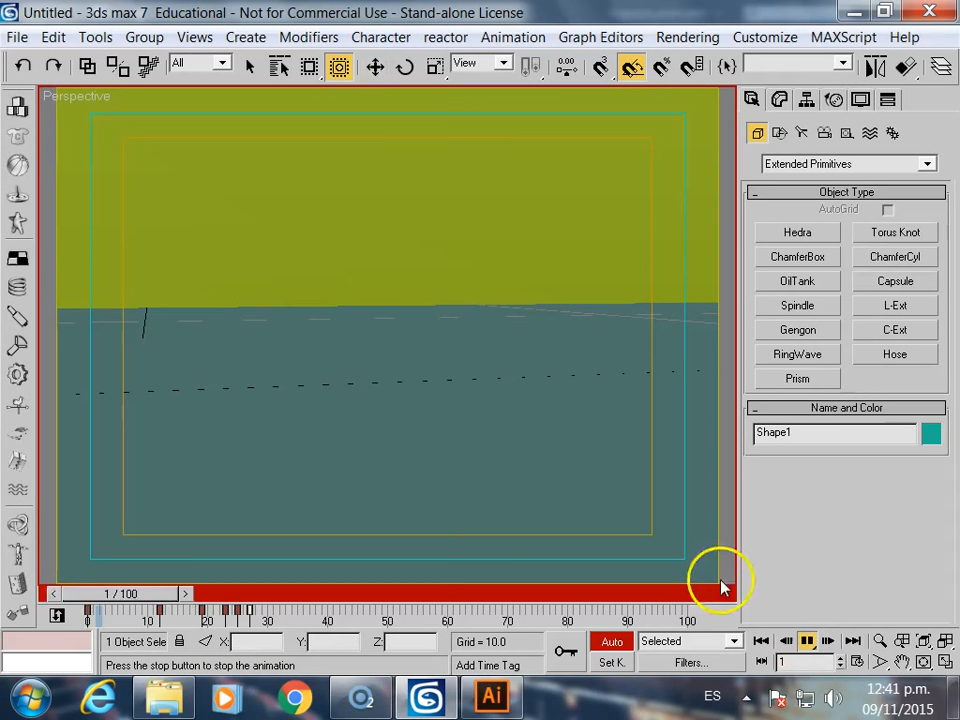 Untitled - 3ds max 7 Educational - Not for Commercial Use - Stand-alone License
File Edit Tools Group Views Create Modifiers Character reactor Animation Graph Editors Rendering Customize MAXScript Help
All View
Perspective
Extended Primitives
- Object Type
AutoGrid
Hedra Torus Knot
ChamferBox ChamferCyl
OilTank Capsule
Spindle L-Ext
Gengon C-Ext
RingWave Hose
Prism
- Name and Color
Shape1
< 1 / 100 >
0 10 20 30 40 50 60 70 80 90 100
1 Object Sele X: Y: Z: Grid = 10.0 Auto Selected
Press the stop button to stop the animation Add Time Tag Set K. Filters... 1
Ai ES 12:41 p.m.
09/11/2015